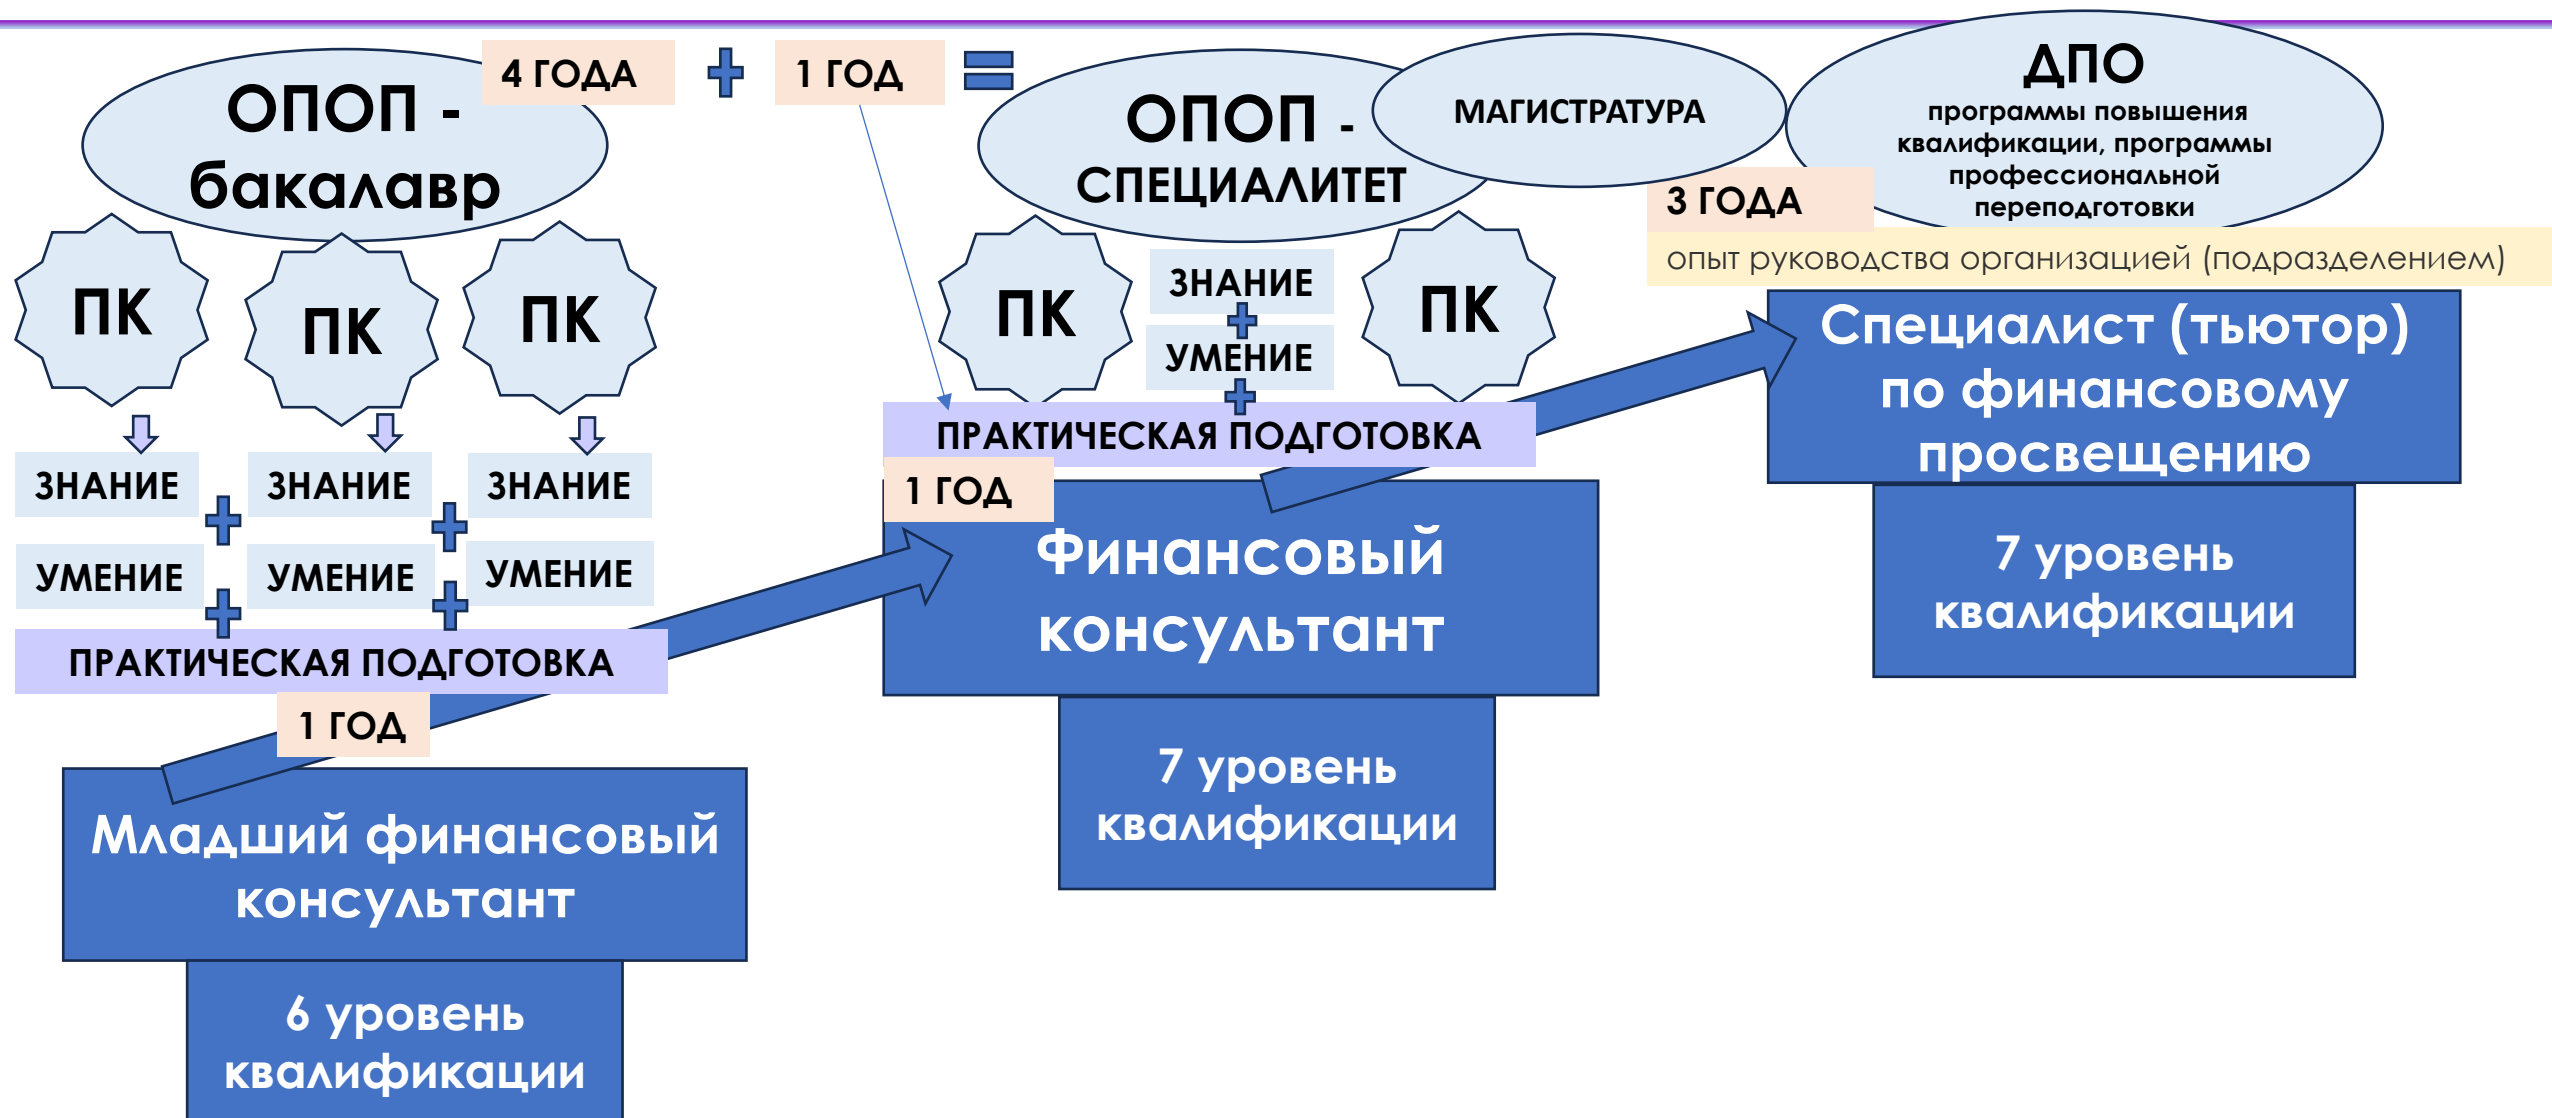 ОПОП -
бакалавр
4 ГОДА
1 ГОД
ОПОП -
СПЕЦИАЛИТЕТ
МАГИСТРАТУРА
ДПО
программы повышения
квалификации, программы
профессиональной
переподготовки
3 ГОДА
опыт руководства организацией (подразделением)
ПК
ПК
ПК
ЗНАНИЕ
ЗНАНИЕ
ЗНАНИЕ
УМЕНИЕ
УМЕНИЕ
УМЕНИЕ
ПРАКТИЧЕСКАЯ ПОДГОТОВКА
1 ГОД
Младший финансовый
консультант
6 уровень
квалификации
ПК
ЗНАНИЕ
УМЕНИЕ
ПК
ПРАКТИЧЕСКАЯ ПОДГОТОВКА
1 ГОД
Финансовый
консультант
7 уровень
квалификации
Специалист (тьютор)
по финансовому
просвещению
7 уровень
квалификации